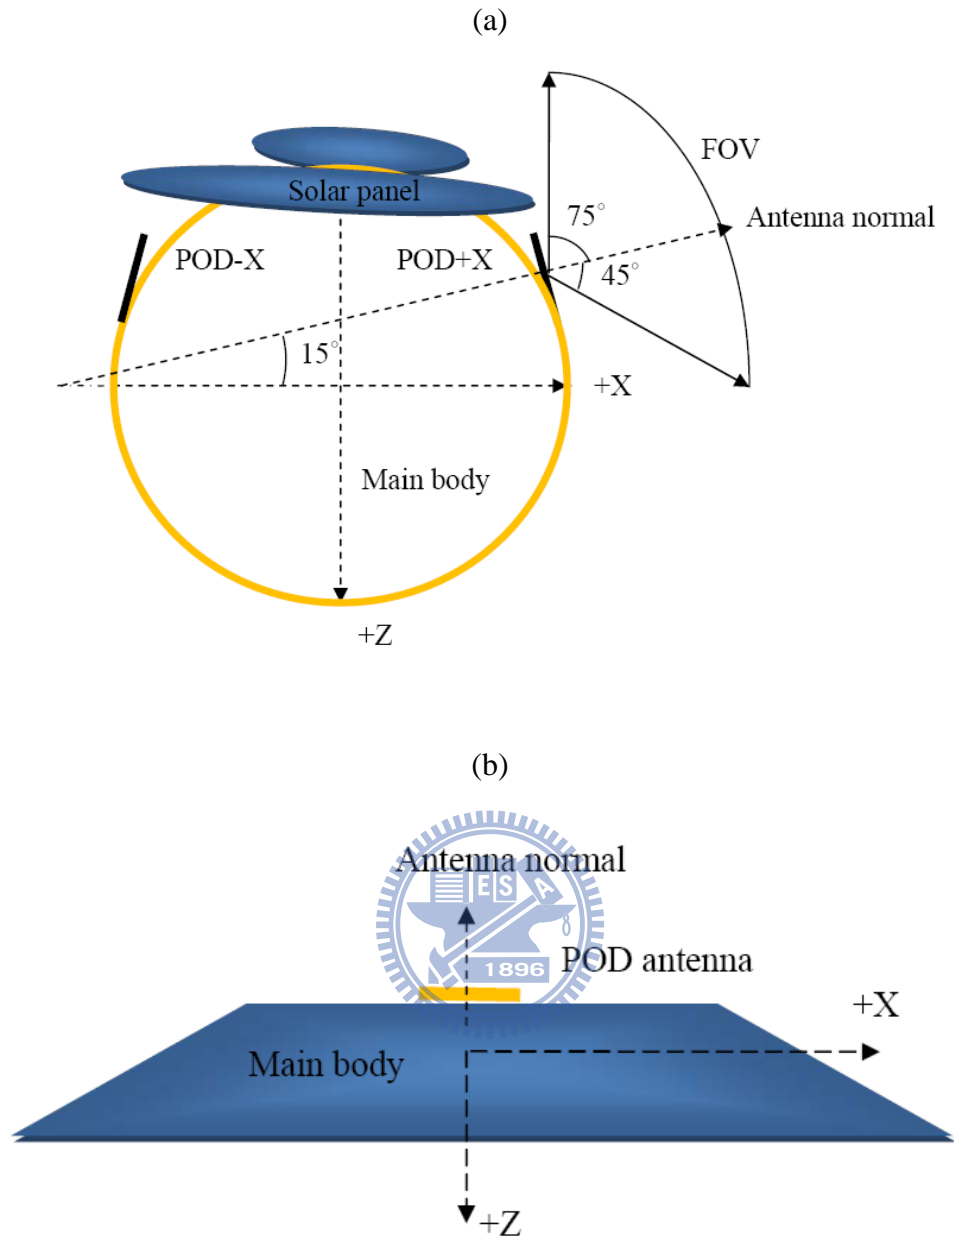 (a)
FOV
Solar panel
75°
Antenna normal
POD-X
POD+X
45°
15°
+X
Main body
+Z
(b)
Antenna normal
E S A
1896
POD antenna
+X
Main body
+Z